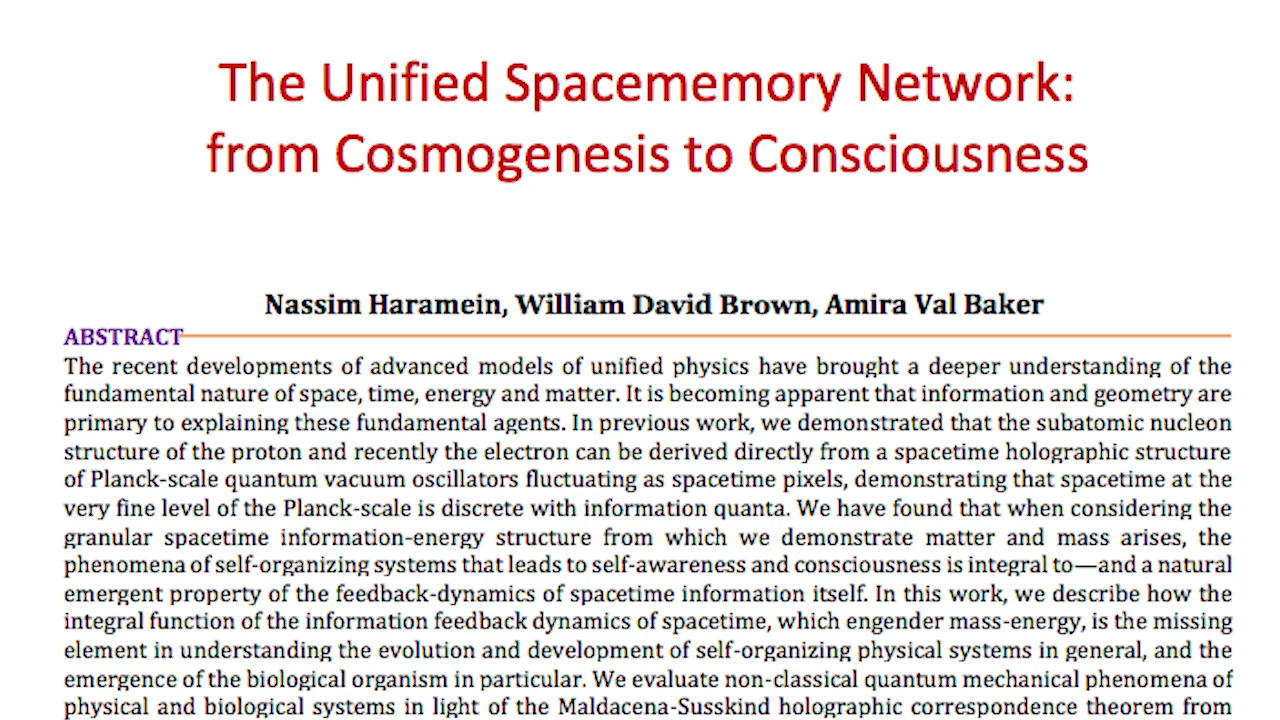 The Unified Spacememory Network:
from Cosmogenesis to Consciousness
Nassim Haramein, William David Brown, Amira Val Baker
ABSTRACT
The recent developments of advanced models of unified physics have brought a deeper understanding of the
fundamental nature of space, time, energy and matter. It is becoming apparent that information and geometry are
primary to explaining these fundamental agents. In previous work, we demonstrated that the subatomic nucleon
structure of the proton and recently the electron can be derived directly from a spacetime holographic structure
of Planck-scale quantum vacuum oscillators fluctuating as spacetime pixels, demonstrating that spacetime at the
very fine level of the Planck-scale is discrete with information quanta. We have found that when considering the
granular spacetime information-energy structure from which we demonstrate matter and mass arises, the
phenomena of self-organizing systems that leads to self-awareness and consciousness is integral to—and a natural
emergent property of the feedback-dynamics of spacetime information itself. In this work, we describe how the
integral function of the information feedback dynamics of spacetime, which engender mass-energy, is the missing
element in understanding the evolution and development of self-organizing physical systems in general, and the
emergence of the biological organism in particular. We evaluate non-classical quantum mechanical phenomena of
physical and biological systems in light of the Maldacena-Susskind holographic correspondence theorem from